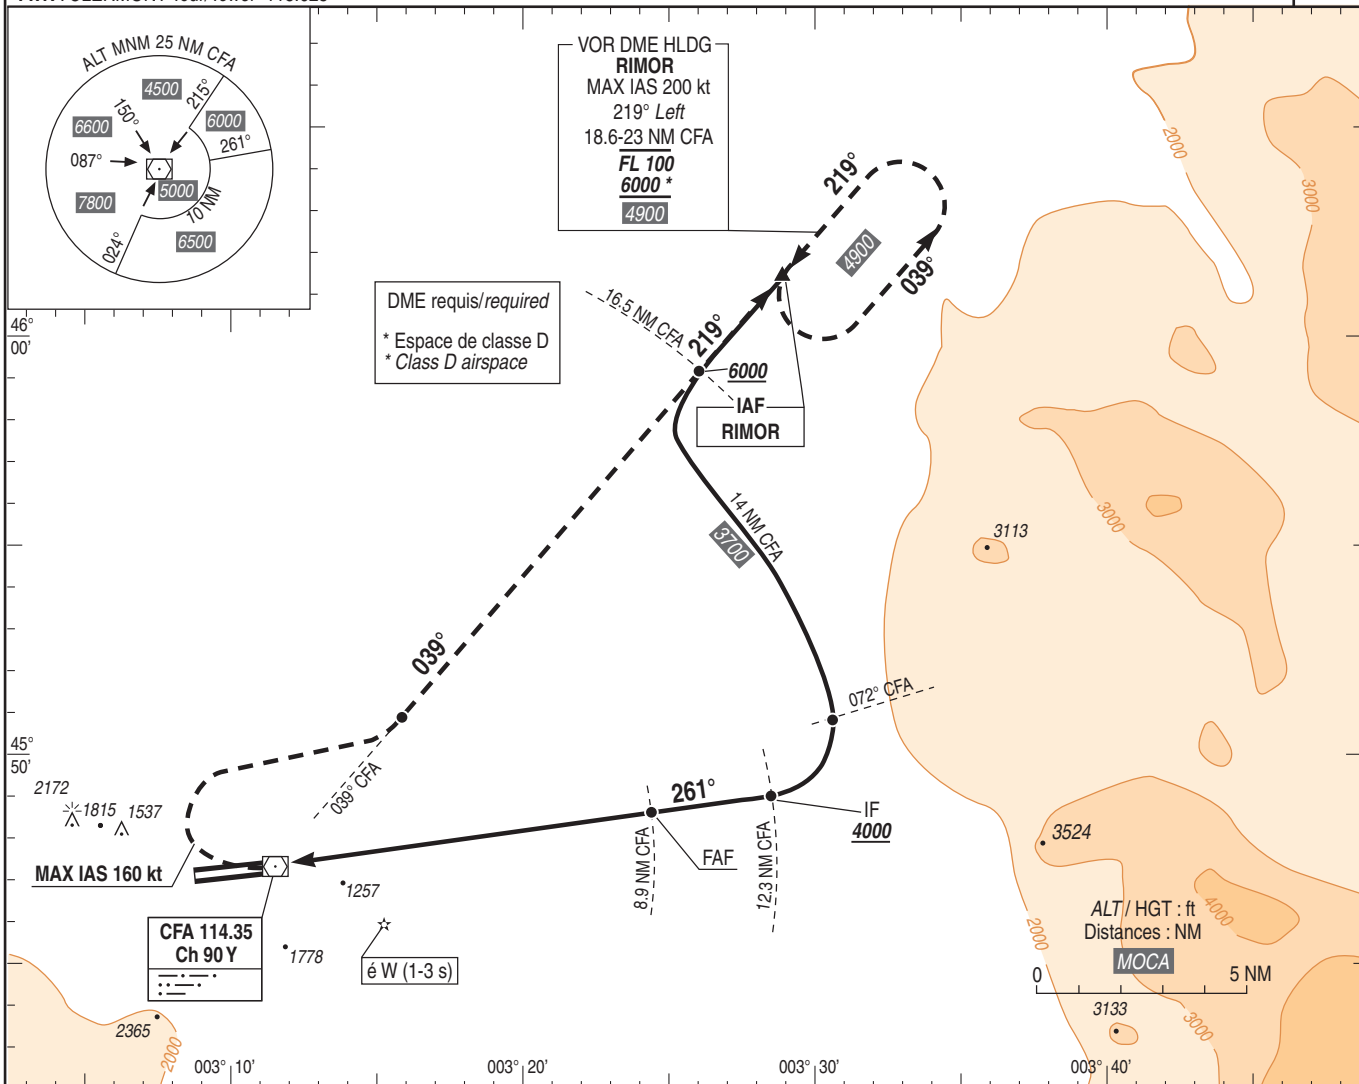 ALT MNM 25 NM CFA
4500
215°
150°
6000
6600
261°
087°
5000
7800
10 NM
6500
024°
VOR DME HLDG
RIMOR
MAX IAS 200 kt
219° Left
18.6-23 NM CFA
FL 100
6000 *
4900
219°
4900
039°
2000
3000
DME requis/required
* Espace de classe D
* Class D airspace
16.5 NM CFA
219°
6000
IAF
RIMOR
46°
00'
14 NM CFA
3700
3000
3113
039°
072° CFA
45°
50'
039° CFA
261°
IF
4000
FAF
8.9 NM CFA
12.3 NM CFA
2172
1815
1537
MAX IAS 160 kt
1257
3524
CFA 114.35
Ch 90 Y
1778
é W (1-3 s)
2365
2000
2000
4000
ALT / HGT : ft
Distances : NM
MOCA
0
5 NM
3133
3000
003° 10'
003° 20'
003° 30'
003° 40'